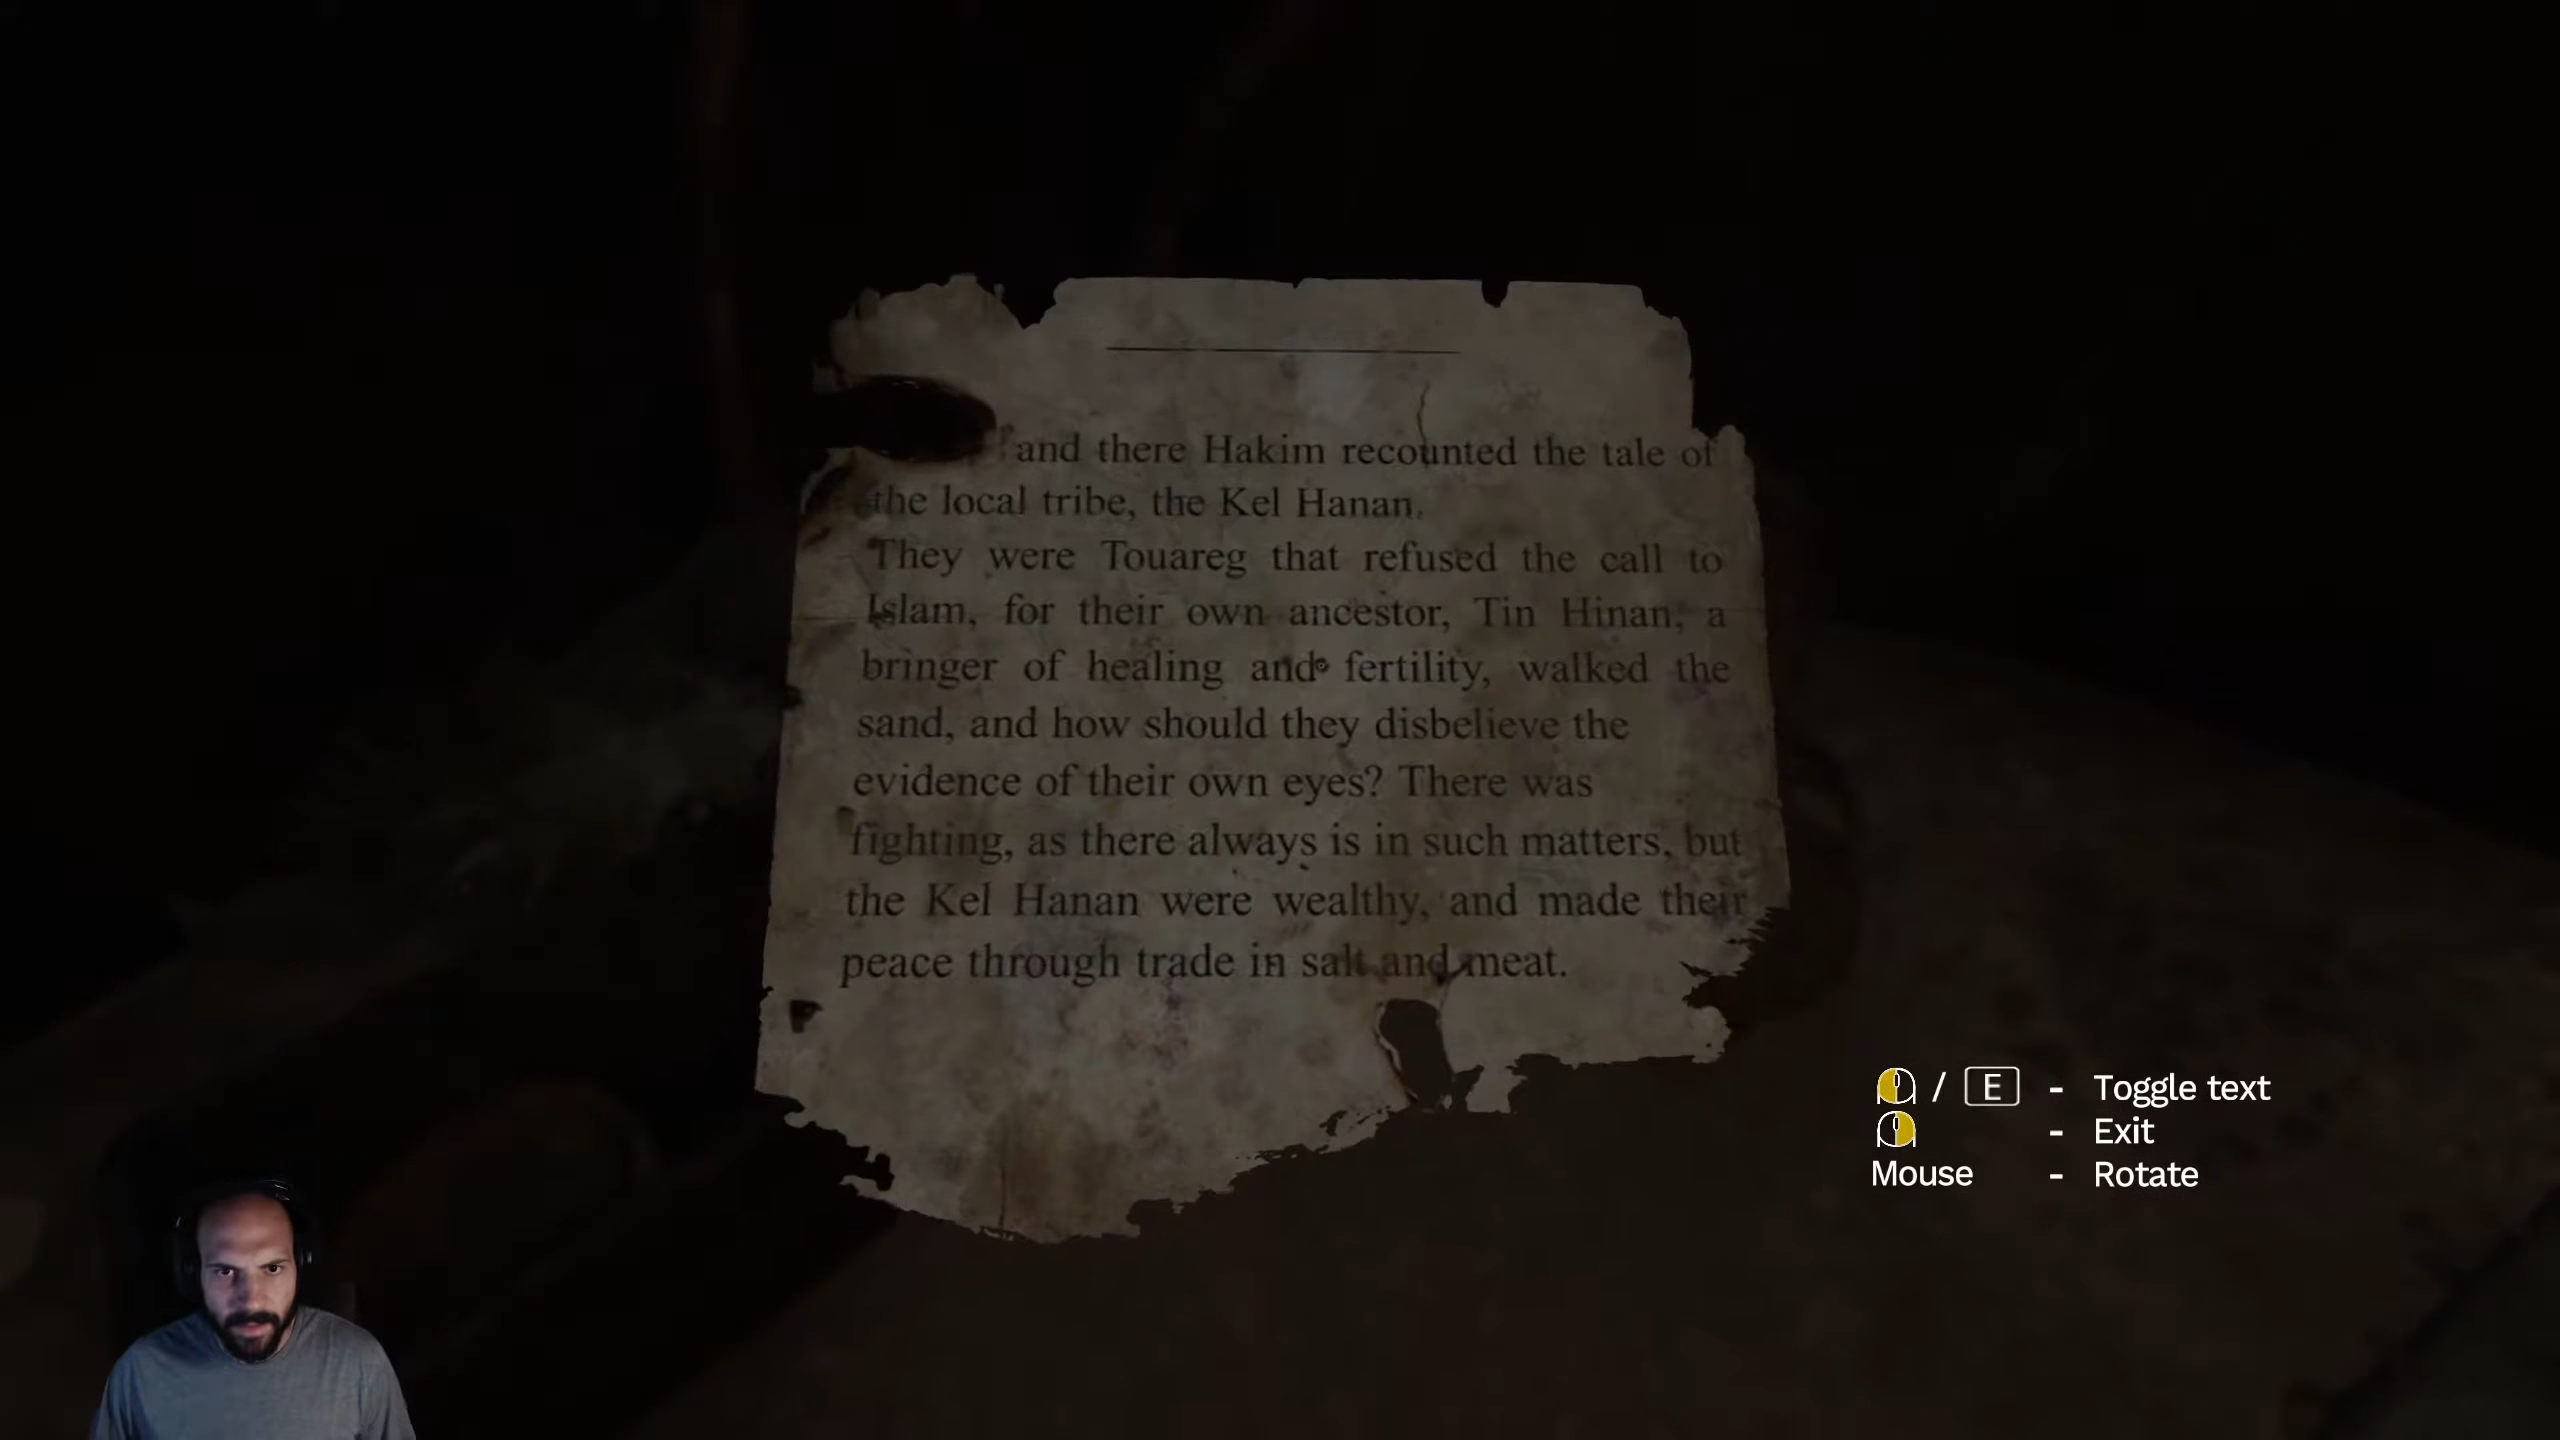 and there Hakim recounted the tale of
the local tribe, the Kel Hanan.
They were Touareg that refused the call to
Islam, for their own ancestor, Tin Hinan, a
bringer of healing and fertility, walked the
sand, and how should they disbelieve the
evidence of their own eyes? There was
fighting, as there always is in such matters, but
the Kel Hanan were wealthy, and made their
peace through trade in salt and meat.
/ E - Toggle text
- Exit
Mouse - Rotate